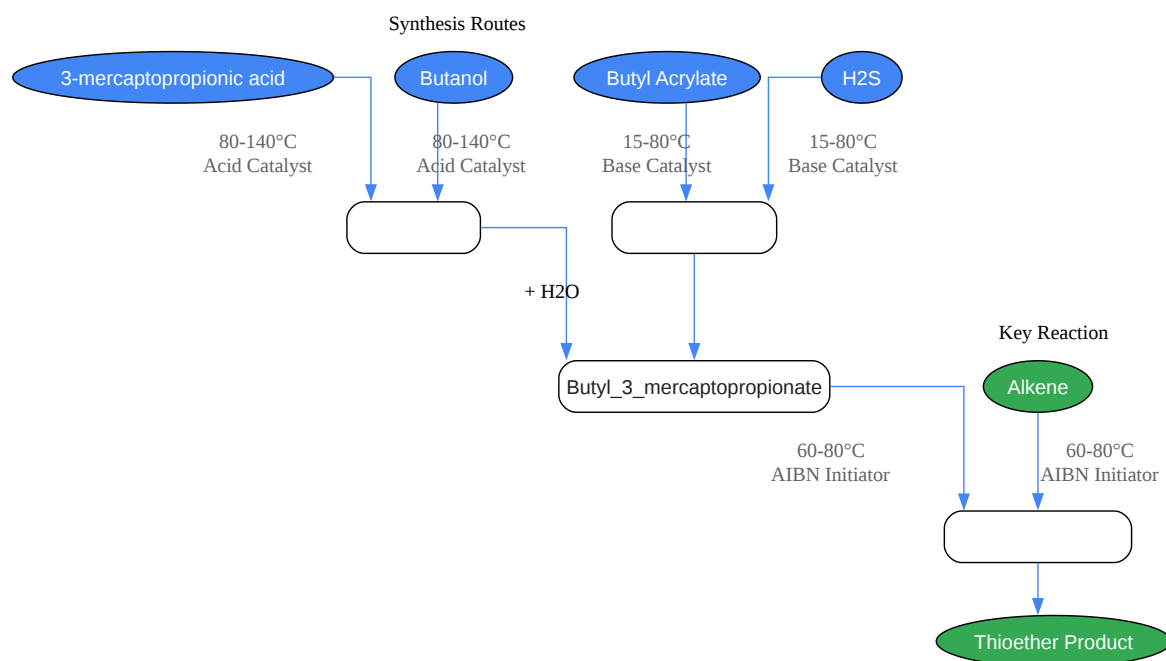 Synthesis Routes
3-mercaptopropionic acid
Butanol
Butyl Acrylate
H2S
80-140°C
Acid Catalyst
80-140°C
Acid Catalyst
15-80°C
Base Catalyst
15-80°C
Base Catalyst
+ H2O
Key Reaction
Butyl_3_mercaptopropionate
Alkene
60-80°C
AIBN Initiator
60-80°C
AIBN Initiator
Thioether Product